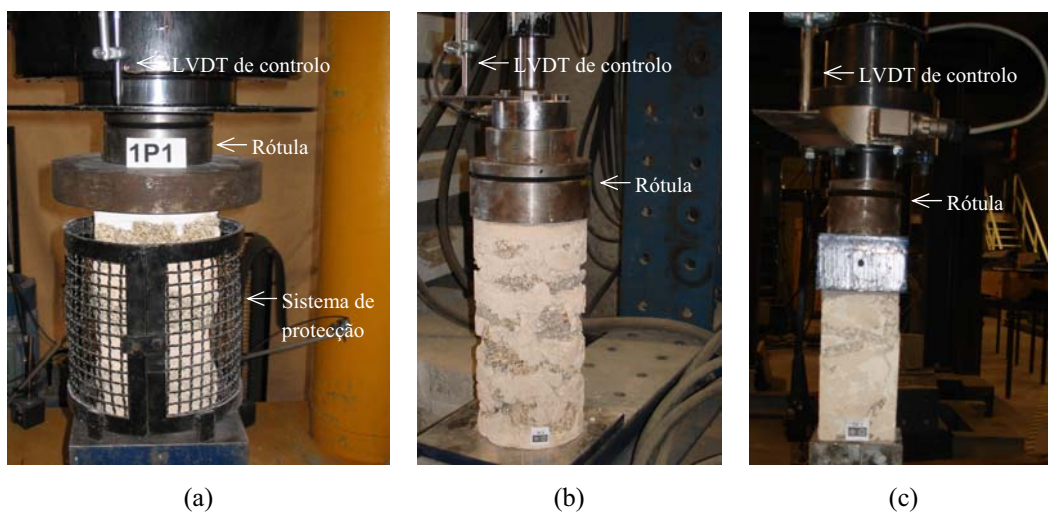 LVDT de controlo
Rótula
1P1
Sistema de
protecção
LVDT de controlo
Rótula
LVDT de controlo
Rótula
(a)
(b)
(c)